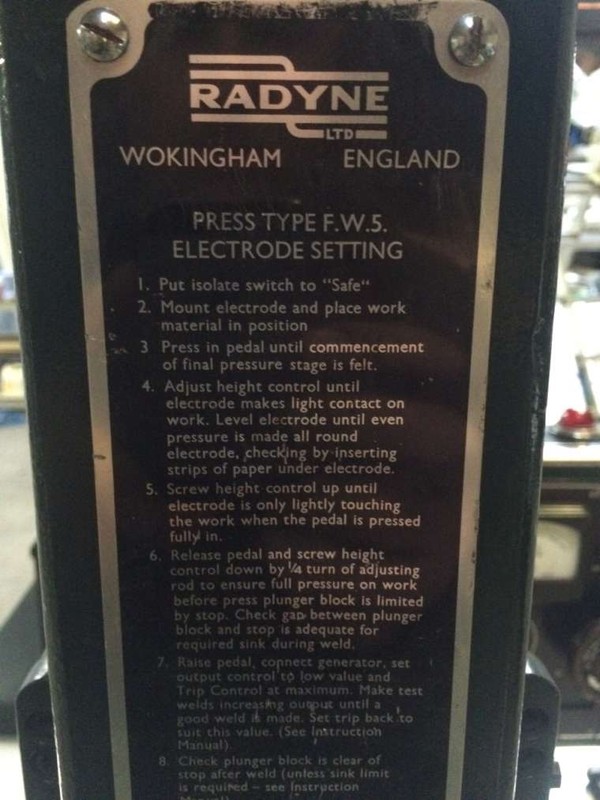 RADYNE
LTD
WOKINGHAM ENGLAND
PRESS TYPE F.W.5.
ELECTRODE SETTING
1. Put isolate switch to "Safe"
2. Mount electrode and place work
material in position
3 Press in pedal until commencement
of final pressure stage is felt.
4. Adjust height control until
electrode makes light contact on
work. Level electrode until even
pressure is made all round
electrode, checking by inserting
strips of paper under electrode.
5. Screw height control up until
electrode is only lightly touching
the work when the pedal is pressed
fully in.
6. Release pedal and screw height
control down by ¼ turn of adjusting
rod to ensure full pressure on work
before press plunger block is limited
by stop. Check gap between plunger
block and stop is adequate for
required sink during weld.
7. Raise pedal, connect generator, set
output control to low value and
Trip Control at maximum. Make test
welds increasing output until a
good weld is made. Set trip back to
suit this value. (See Instruction
Manual).
8. Check plunger block is clear of
stop after weld (unless sink limit
is required – see Instruction
Manual)